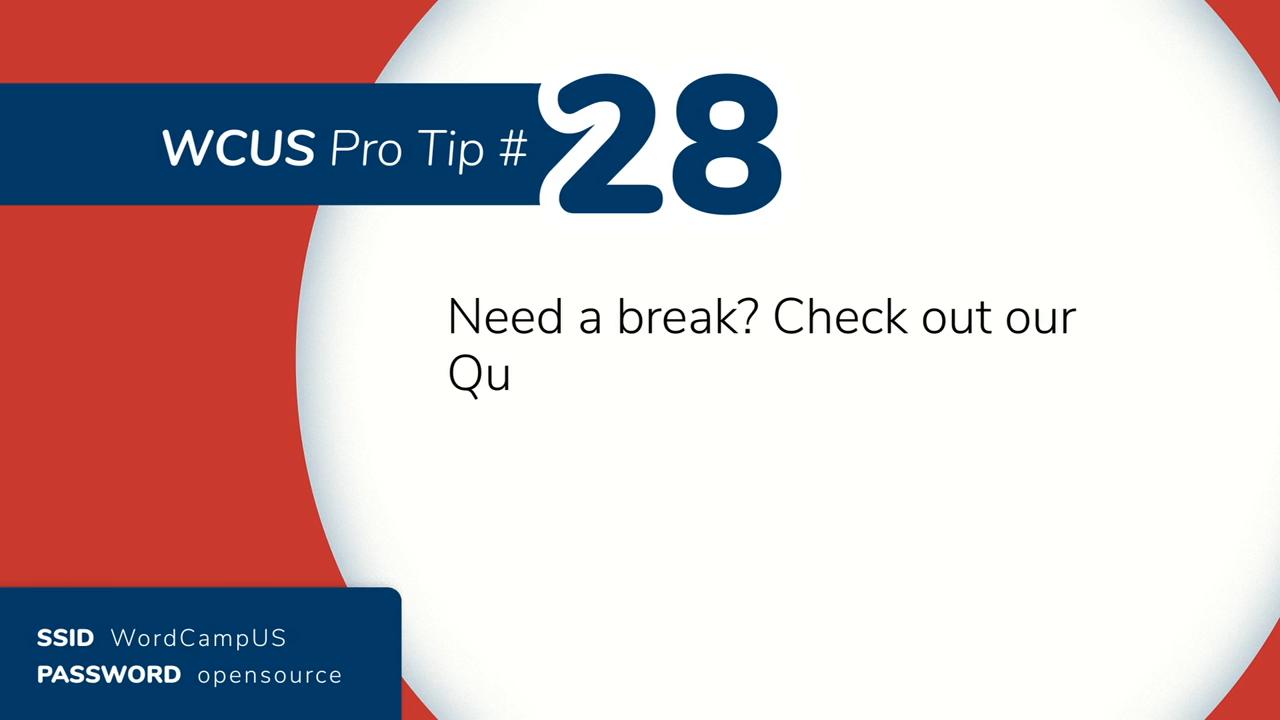 WCUS Pro Tip #28
Need a break? Check out our
Qu
SSID WordCampUS
PASSWORD opensource